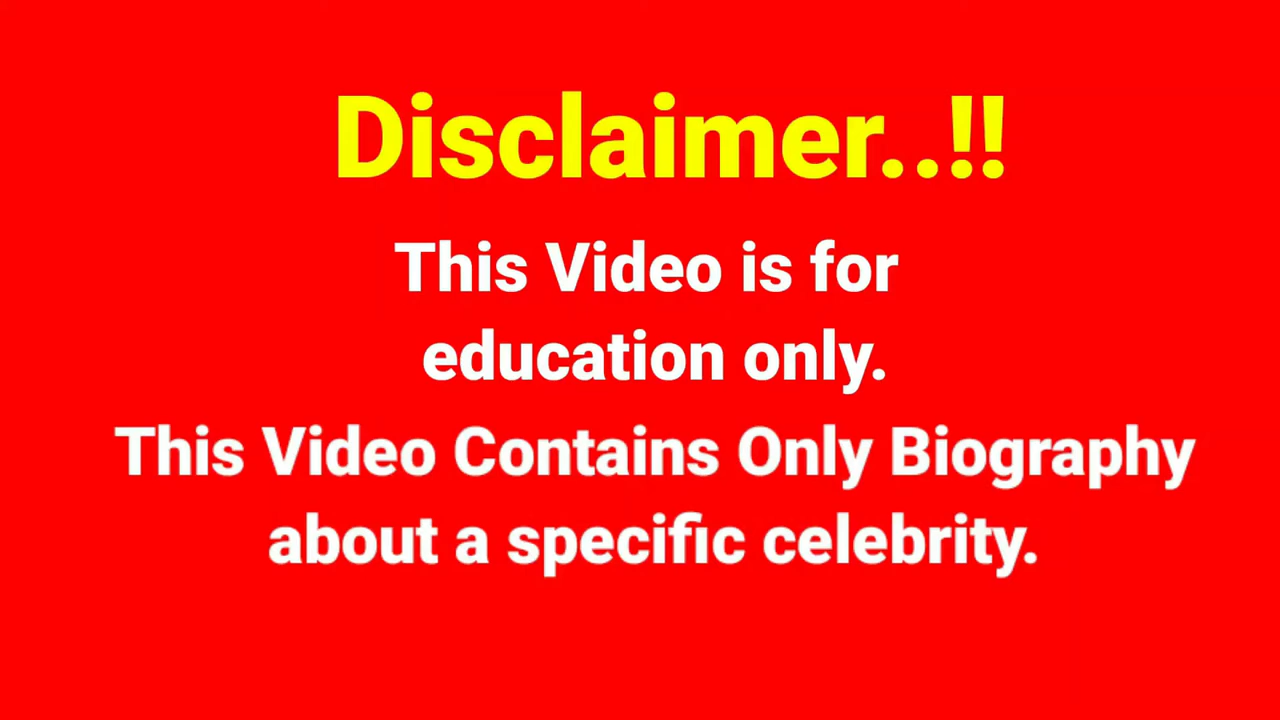 Disclaimer..!!
This Video is for
education only.
This Video Contains Only Biography
about a specific celebrity.